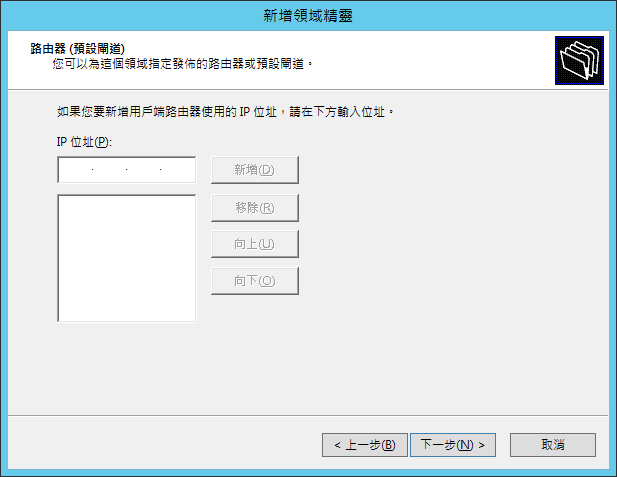 新增領域精靈
路由器 (預設閘道)
您可以為這個領域指定發佈的路由器或預設閘道。
如果您要新增用戶端路由器使用的 IP 位址，請在下方輸入位址。
IP 位址(P):
. . .
新增(D)
移除(R)
向上(U)
向下(O)
< 上一步(B)
下一步(N) >
取消